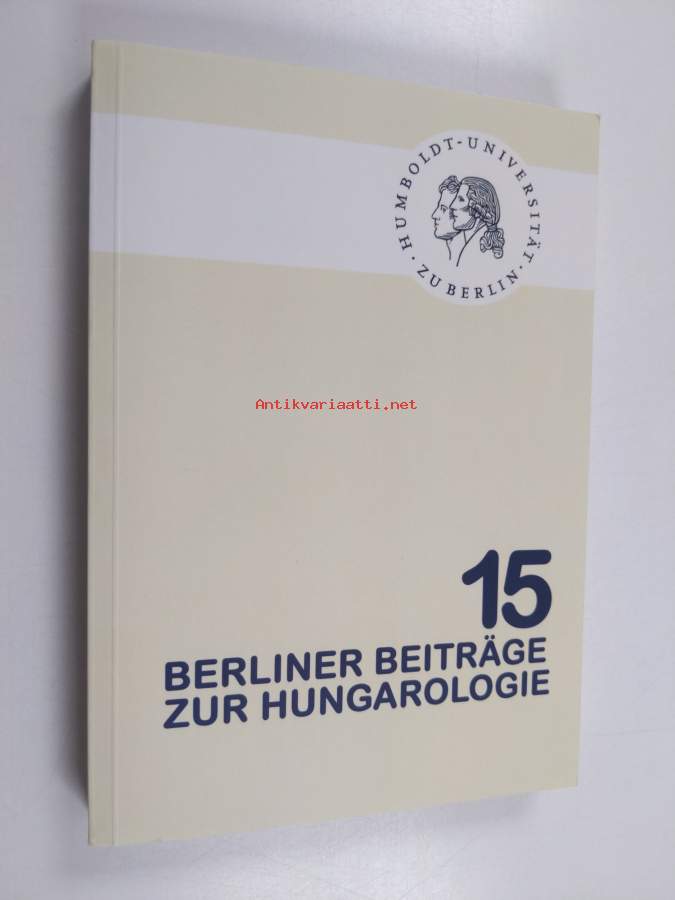 · HUMBOLDT-UNIVERSITÄT ·
ZU BERLIN
Antikvariaatti.net
15
BERLINER BEITRÄGE
ZUR HUNGAROLOGIE